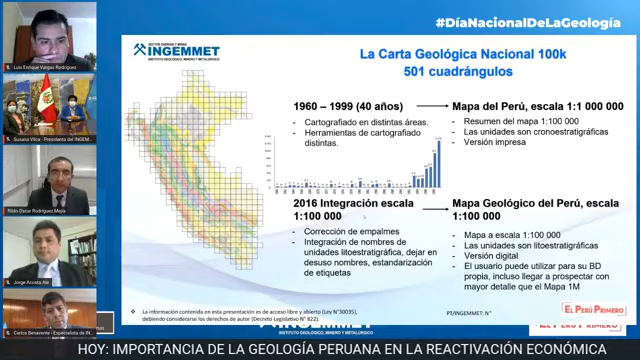 #DíaNacionalDeLaGeología
SECTOR ENERGÍA Y MINAS
INGEMMET
INSTITUTO GEOLÓGICO, MINERO Y METALÚRGICO
La Carta Geológica Nacional 100k
501 cuadrángulos
1960 – 1999 (40 años)
Mapa del Perú, escala 1:1 000 000
• Cartografiado en distintas áreas.
• Herramientas de cartografiado
distintas.
• Resumen del mapa 1:100 000
• Las unidades son cronoestratigráficas
• Versión impresa
2016 Integración escala
1:100 000
Mapa Geológico del Perú, escala
1:100 000
• Corrección de empalmes
• Integración de nombres de
unidades litoestratigráfica, dejar en
desuso nombres, estandarización
de etiquetas
• Mapa a escala 1:100 000
• Las unidades son litoestratigráficas
• Versión digital
• El usuario puede utilizar para su BD
propia, incluso llegar a prospectar con
mayor detalle que el Mapa 1M
❖ La información contenida en esta presentación es de acceso libre y abierto (Ley N°30035),
debiendo considerarse los derechos de autor (Decreto Legislativo N° 822).
PT/INGEMMET: N°
EL PERÚ PRIMERO
INGEMMET
EL PERÚ PRIMERO
Luis Enrique Vargas Rodríguez
Susana Vilca - Presidenta del INGEM
Rildo Oscar Rodríguez Mejía
Jorge Acosta Ale
Carlos Benavente - Especialista de IN
HOY: IMPORTANCIA DE LA GEOLOGÍA PERUANA EN LA REACTIVACIÓN ECONÓMICA